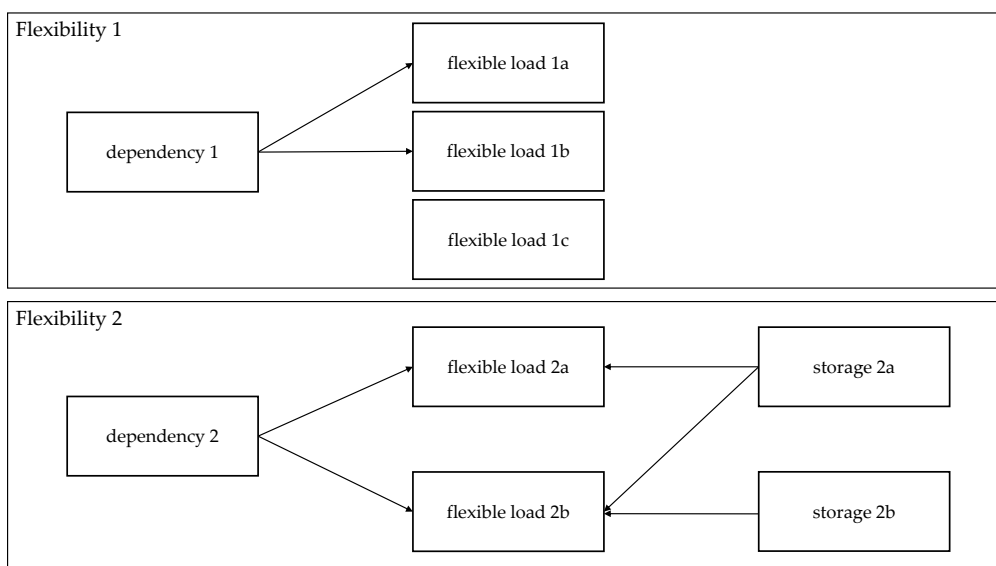 Flexibility 1
flexible load 1a
dependency 1
flexible load 1b
flexible load 1c
Flexibility 2
flexible load 2a
storage 2a
dependency 2
flexible load 2b
storage 2b